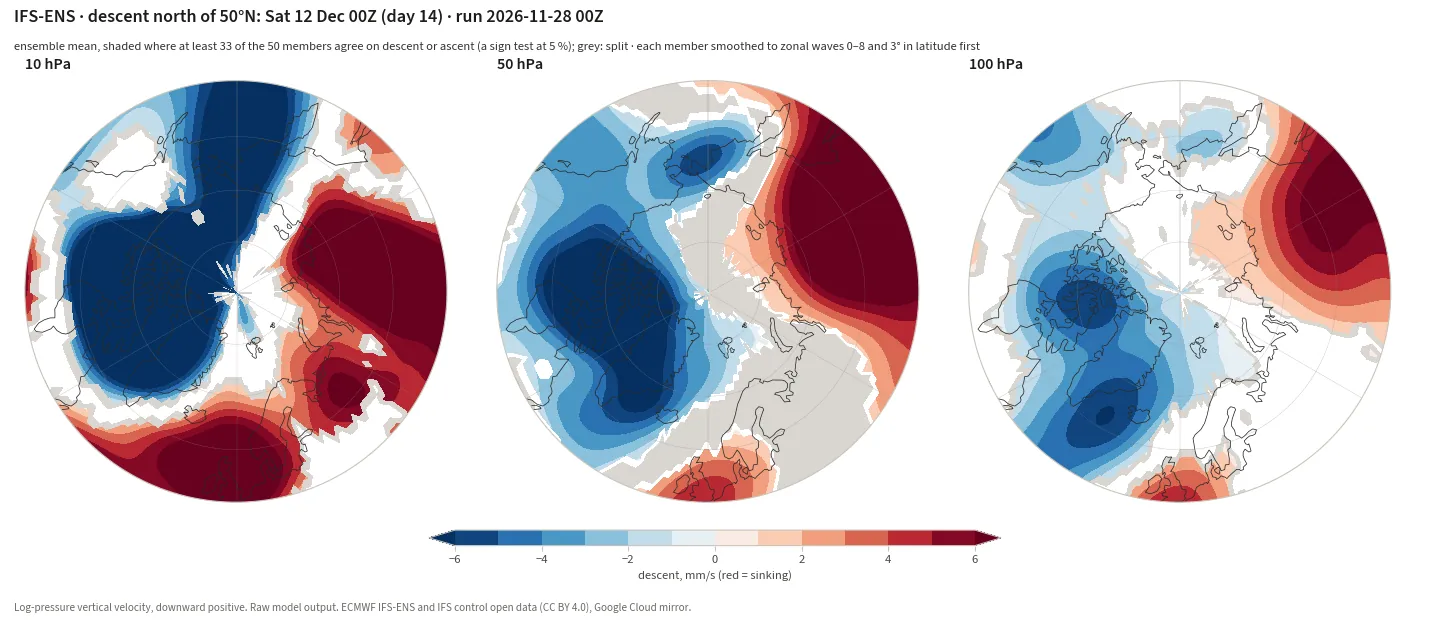 IFS-ENS · descent north of 50°N: Sat 12 Dec 00Z (day 14) · run 2026-11-28 00Z
ensemble mean, shaded where at least 33 of the 50 members agree on descent or ascent (a sign test at 5 %); grey: split · each member smoothed to zonal waves 0–8 and 3° in latitude first
10 hPa
50 hPa
100 hPa
−6 −4 −2 0 2 4 6
descent, mm/s (red = sinking)
Log-pressure vertical velocity, downward positive. Raw model output. ECMWF IFS-ENS and IFS control open data (CC BY 4.0), Google Cloud mirror.